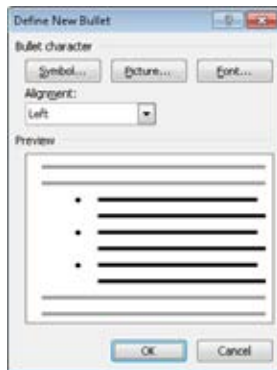 Define New Bullet
Bullet character
Symbol... Picture... Font...
Alignment:
Left
Preview
OK Cancel